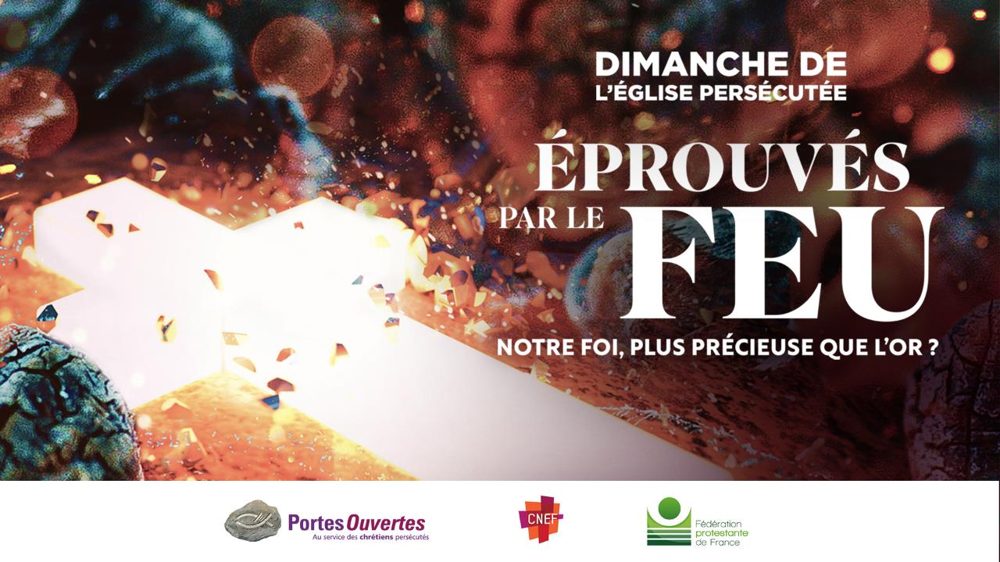 DIMANCHE DE
L'ÉGLISE PERSÉCUTÉE
ÉPROUVÉS
PAR LE FEU
NOTRE FOI, PLUS PRÉCIEUSE QUE L'OR ?
Portes Ouvertes
Au service des chrétiens persécutés
CNEF
Fédération
protestante
de France